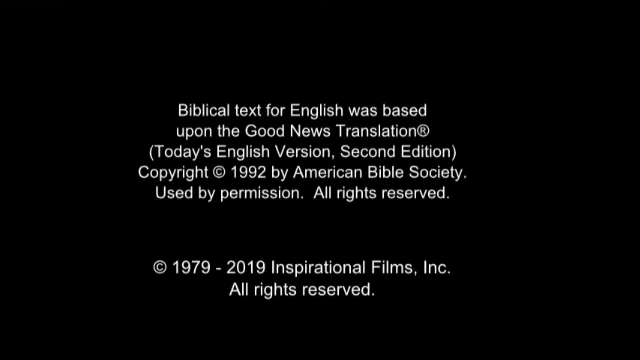 Biblical text for English was based
upon the Good News Translation®
(Today's English Version, Second Edition)
Copyright © 1992 by American Bible Society.
Used by permission.  All rights reserved.
© 1979 - 2019 Inspirational Films, Inc.
All rights reserved.